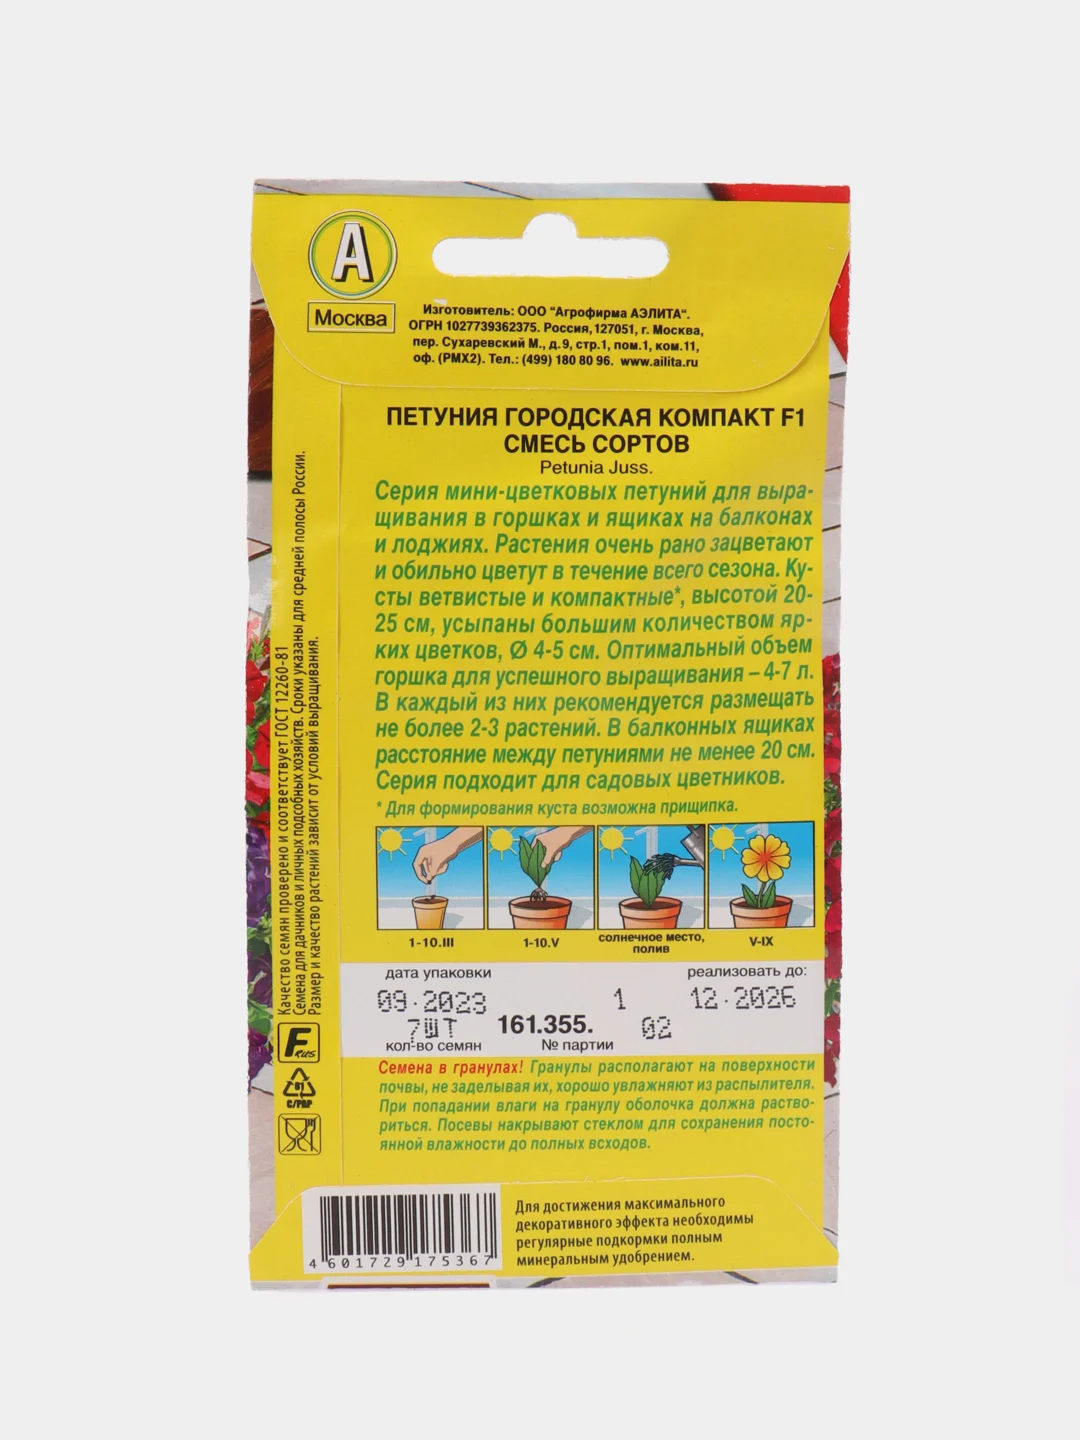 А
Москва
Изготовитель: ООО "Агрофирма АЭЛИТА".
ОГРН 1027739362375. Россия,127051, г. Москва,
пер. Сухаревский М., д.9, стр.1, пом.1, ком.11,
оф. (РМХ2). Тел.: (499) 180 80 96. www.ailita.ru
ПЕТУНИЯ ГОРОДСКАЯ КОМПАКТ F1
СМЕСЬ СОРТОВ
Petunia Juss.
Серия мини-цветковых петуний для выра-
щивания в горшках и ящиках на балконах
и лоджиях. Растения очень рано зацветают
и обильно цветут в течение всего сезона. Ку-
сты ветвистые и компактные*, высотой 20-
25 см, усыпаны большим количеством яр-
ких цветков, Ø 4-5 см. Оптимальный объем
горшка для успешного выращивания – 4-7 л.
В каждый из них рекомендуется размещать
не более 2-3 растений. В балконных ящиках
расстояние между петуниями не менее 20 см.
Серия подходит для садовых цветников.
* Для формирования куста возможна прищипка.
1-10.III
1-10.V
солнечное место,
полив
V-IX
Качество семян проверено и соответствует ГОСТ 12260-81
Семена для дачников и личных подсобных хозяйств. Сроки указаны для средней полосы России.
Размер и качество растений зависит от условий выращивания.
дата упаковки
реализовать до:
09.2023
1
12.2026
7ШТ
161.355.
02
кол-во семян
№ партии
F RUS
81
C/PAP
Семена в гранулах! Гранулы располагают на поверхности
почвы, не заделывая их, хорошо увлажняют из распылителя.
При попадании влаги на гранулу оболочка должна раство-
риться. Посевы накрывают стеклом для сохранения посто-
янной влажности до полных всходов.
4 601729 175367
Для достижения максимального
декоративного эффекта необходимы
регулярные подкормки полным
минеральным удобрением.